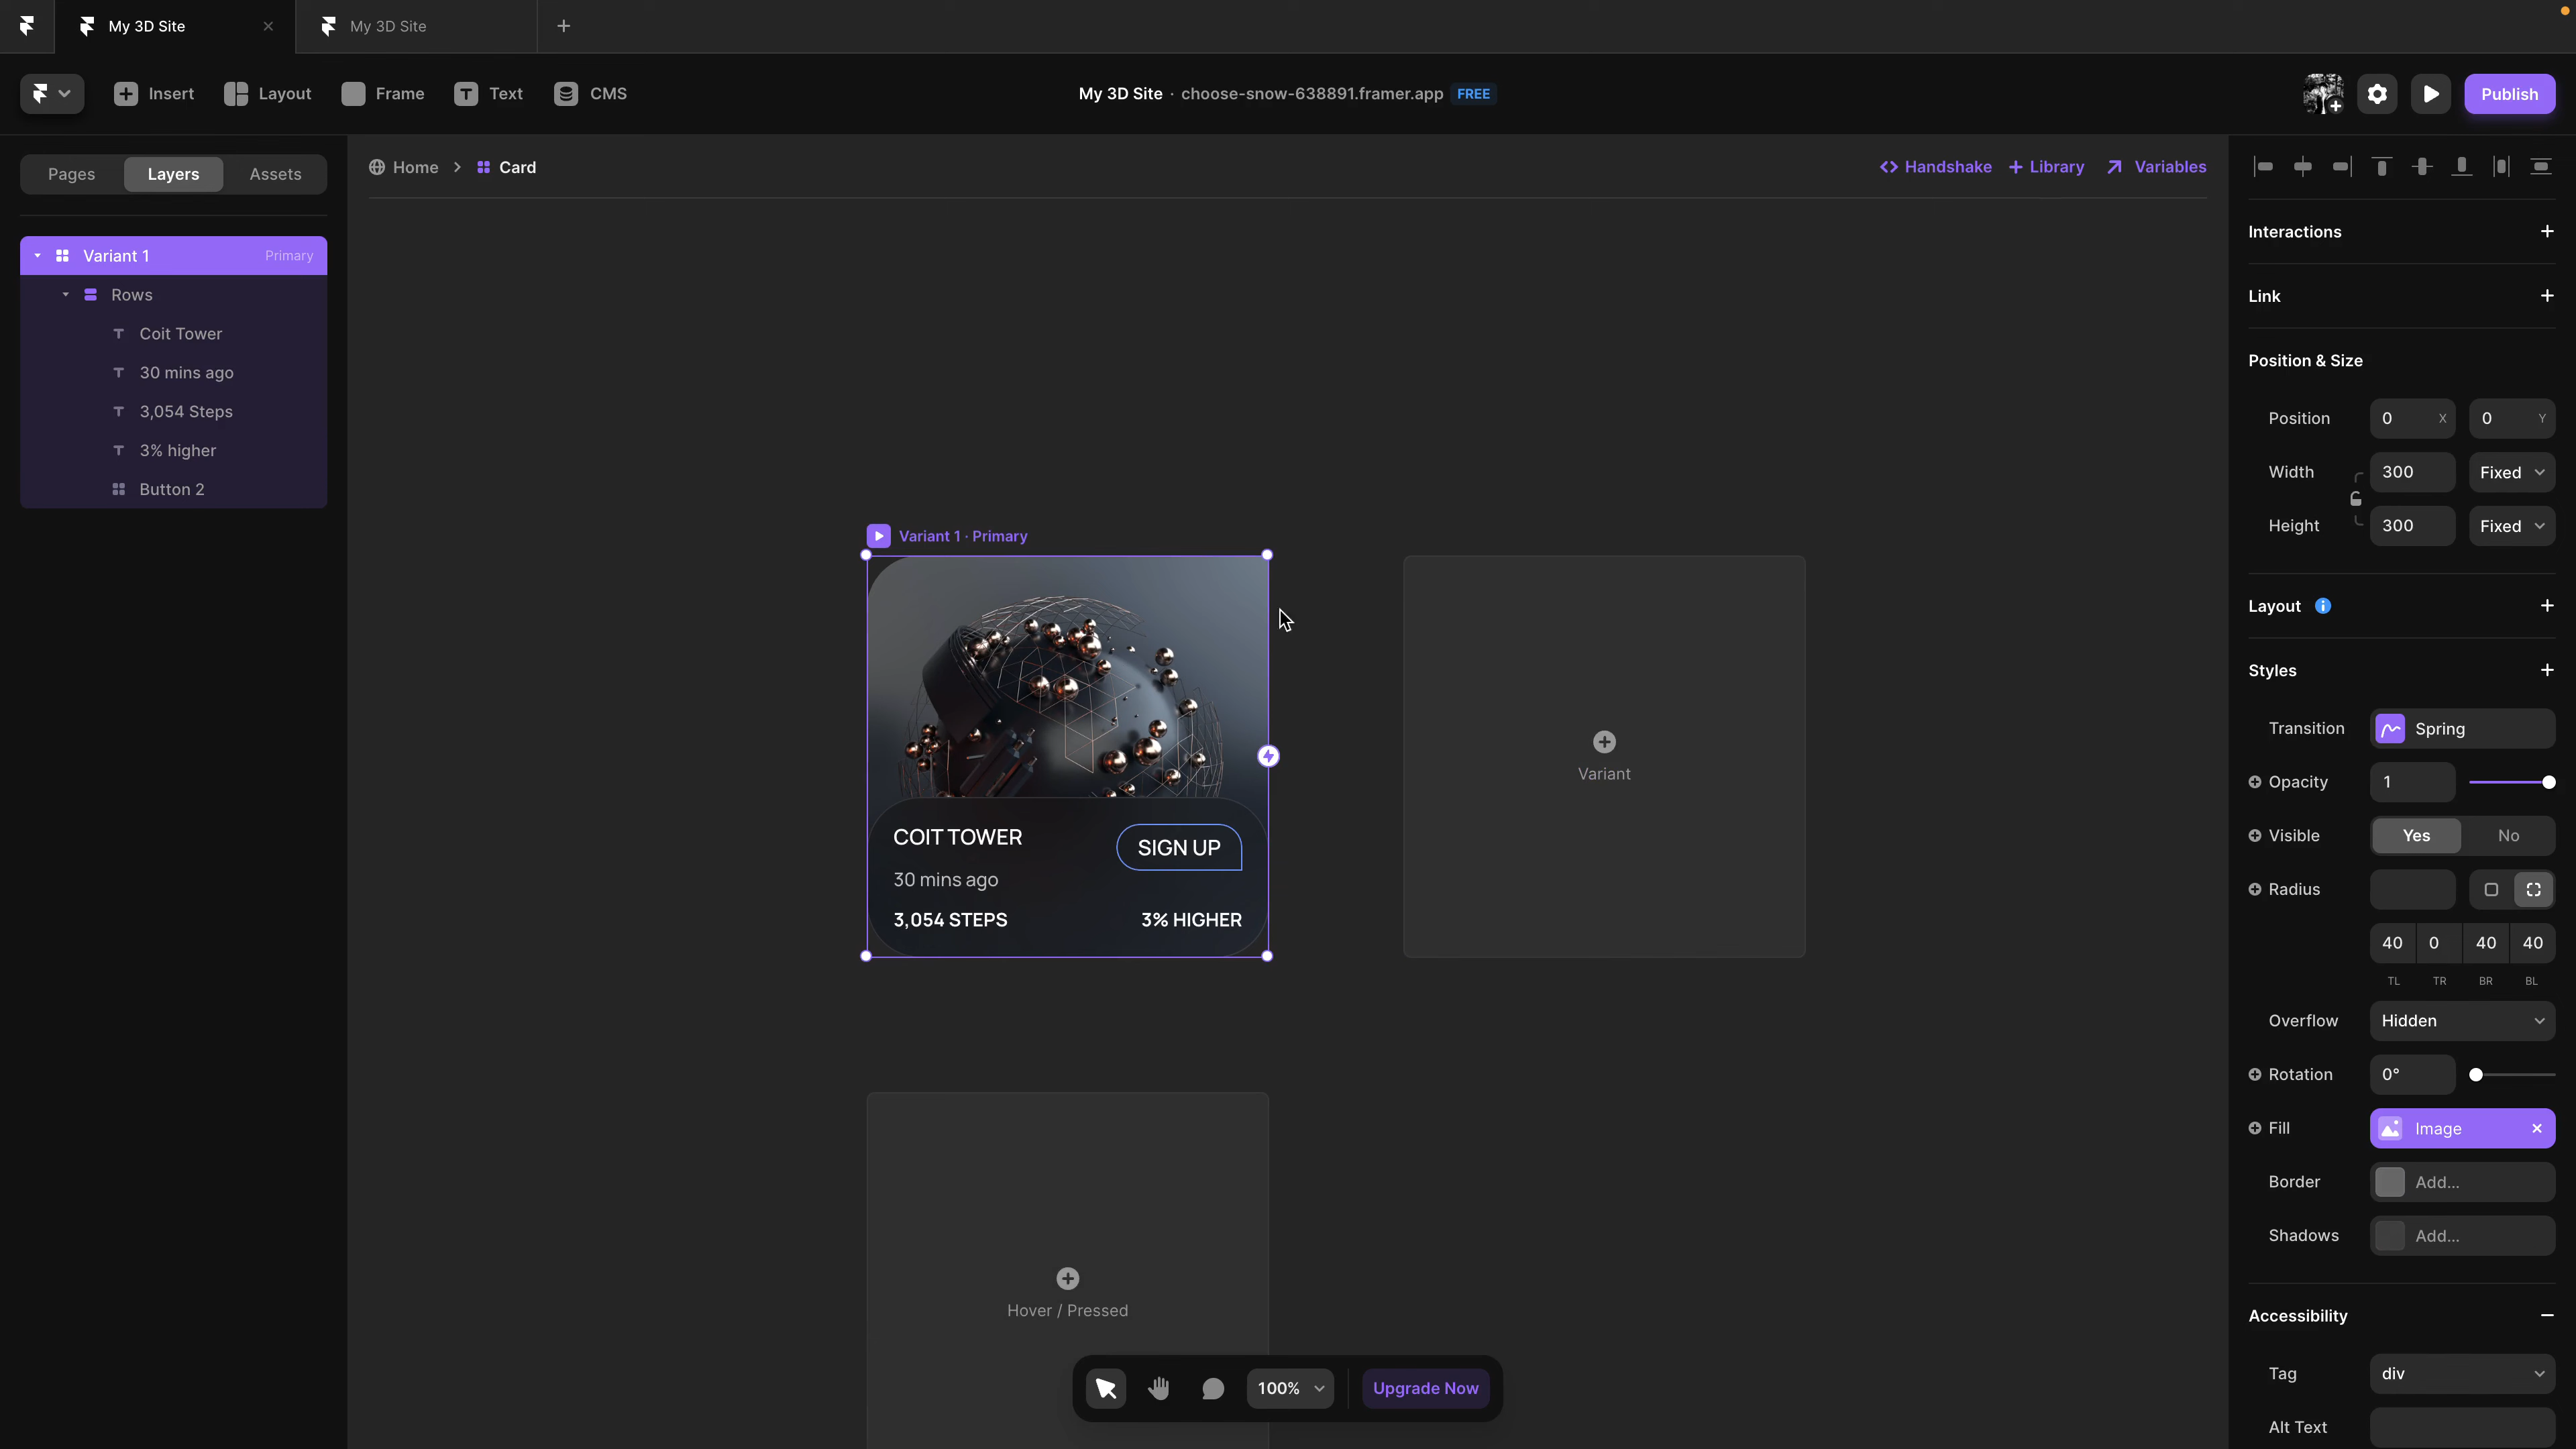 My 3D Site
My 3D Site
Insert
Layout
Frame
Text
CMS
My 3D Site · choose-snow-638891.framer.app FREE
Publish
Pages
Layers
Assets
Home
Card
Handshake
Library
Variables
Variant 1
Primary
Rows
Coit Tower
30 mins ago
3,054 Steps
3% higher
Button 2
Variant 1 · Primary
COIT TOWER
SIGN UP
30 mins ago
3,054 STEPS
3% HIGHER
Variant
Hover / Pressed
100%
Upgrade Now
Interactions
Link
Position & Size
Position 0 X 0 Y
Width 300 Fixed
Height 300 Fixed
Layout
Styles
Transition Spring
Opacity 1
Visible Yes No
Radius
40 0 40 40
TL TR BR BL
Overflow Hidden
Rotation 0°
Fill Image
Border Add...
Shadows Add...
Accessibility
Tag div
Alt Text